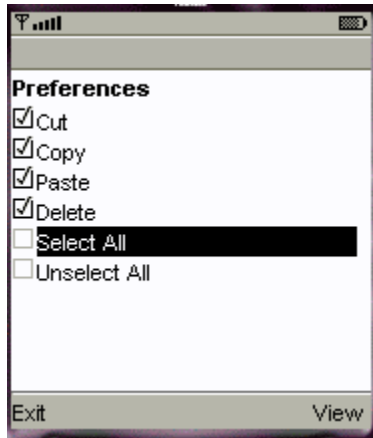 Preferences
Cut
Copy
Paste
Delete
Select All
Unselect All
Exit View